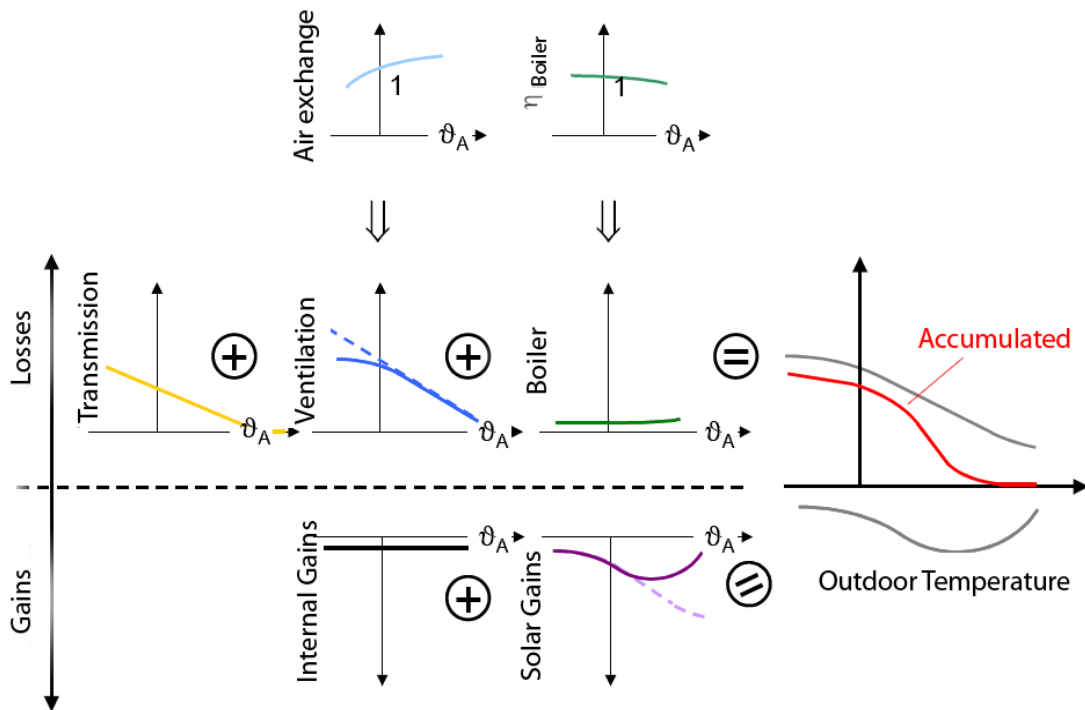 Air exchange
1
ϑA
η Boiler
1
ϑA
Losses
Transmission
ϑA
+
Ventilation
ϑA
+
Boiler
ϑA
=
Accumulated
Gains
Internal Gains
ϑA
+
Solar Gains
ϑA
=
Outdoor Temperature